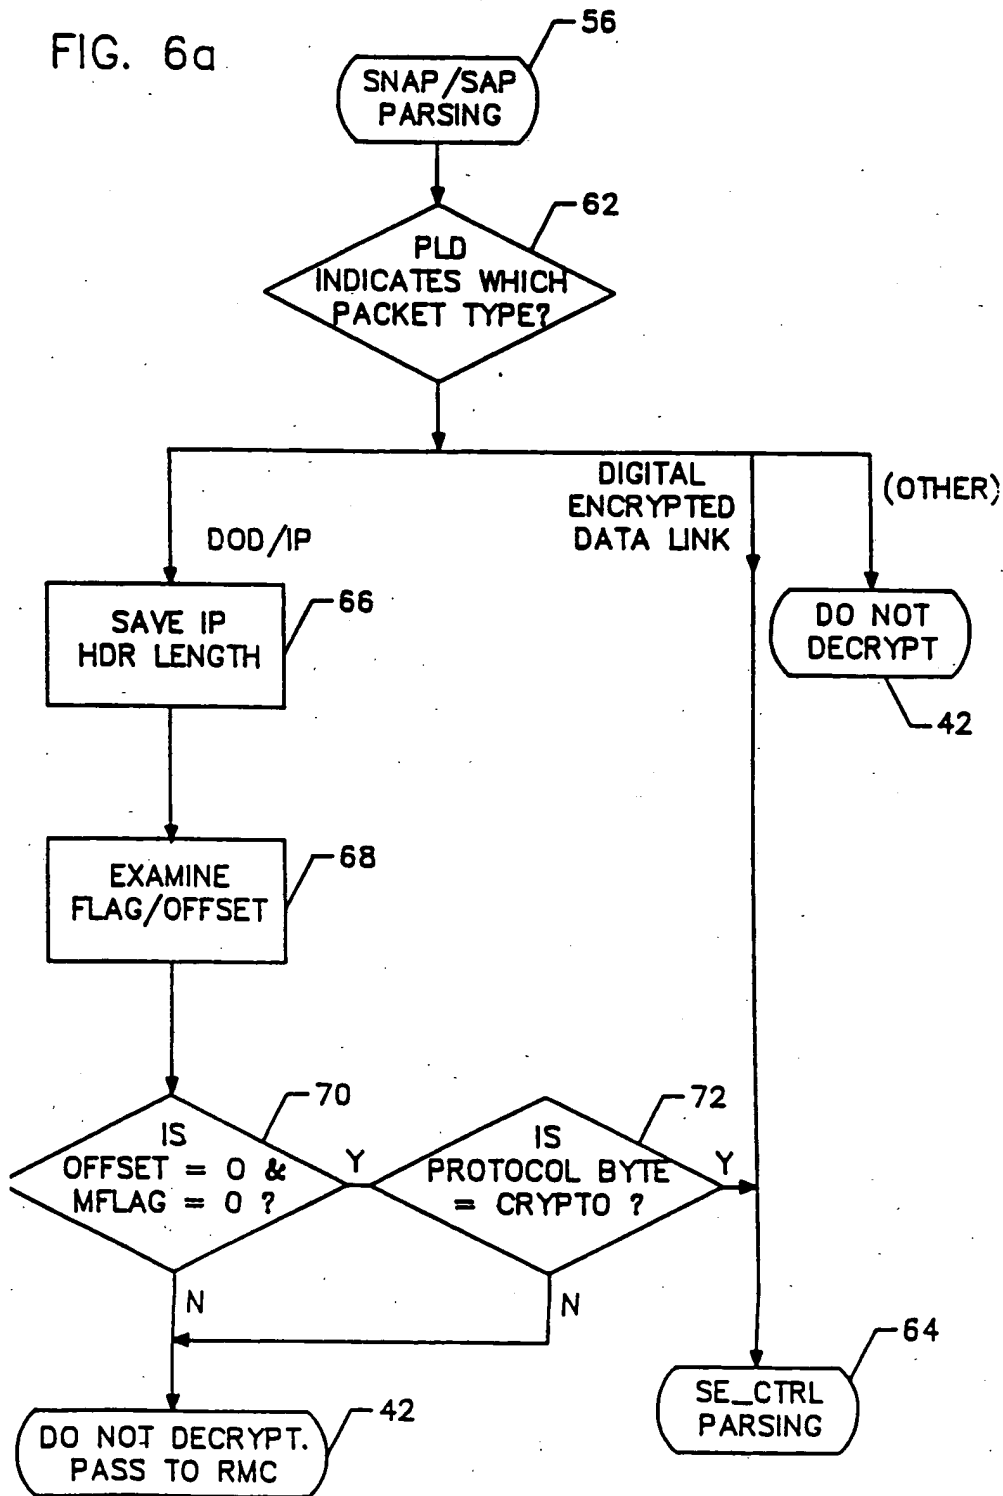 FIG. 6a
56
SNAP/SAP
PARSING
62
PLD
INDICATES WHICH
PACKET TYPE?
DOD/IP
DIGITAL
ENCRYPTED
DATA LINK
(OTHER)
66
SAVE IP
HDR LENGTH
DO NOT
DECRYPT
42
68
EXAMINE
FLAG/OFFSET
70
IS
OFFSET = 0 &
MFLAG = 0 ?
Y
N
72
IS
PROTOCOL BYTE
= CRYPTO ?
Y
N
64
SE_CTRL
PARSING
42
DO NOT DECRYPT.
PASS TO RMC